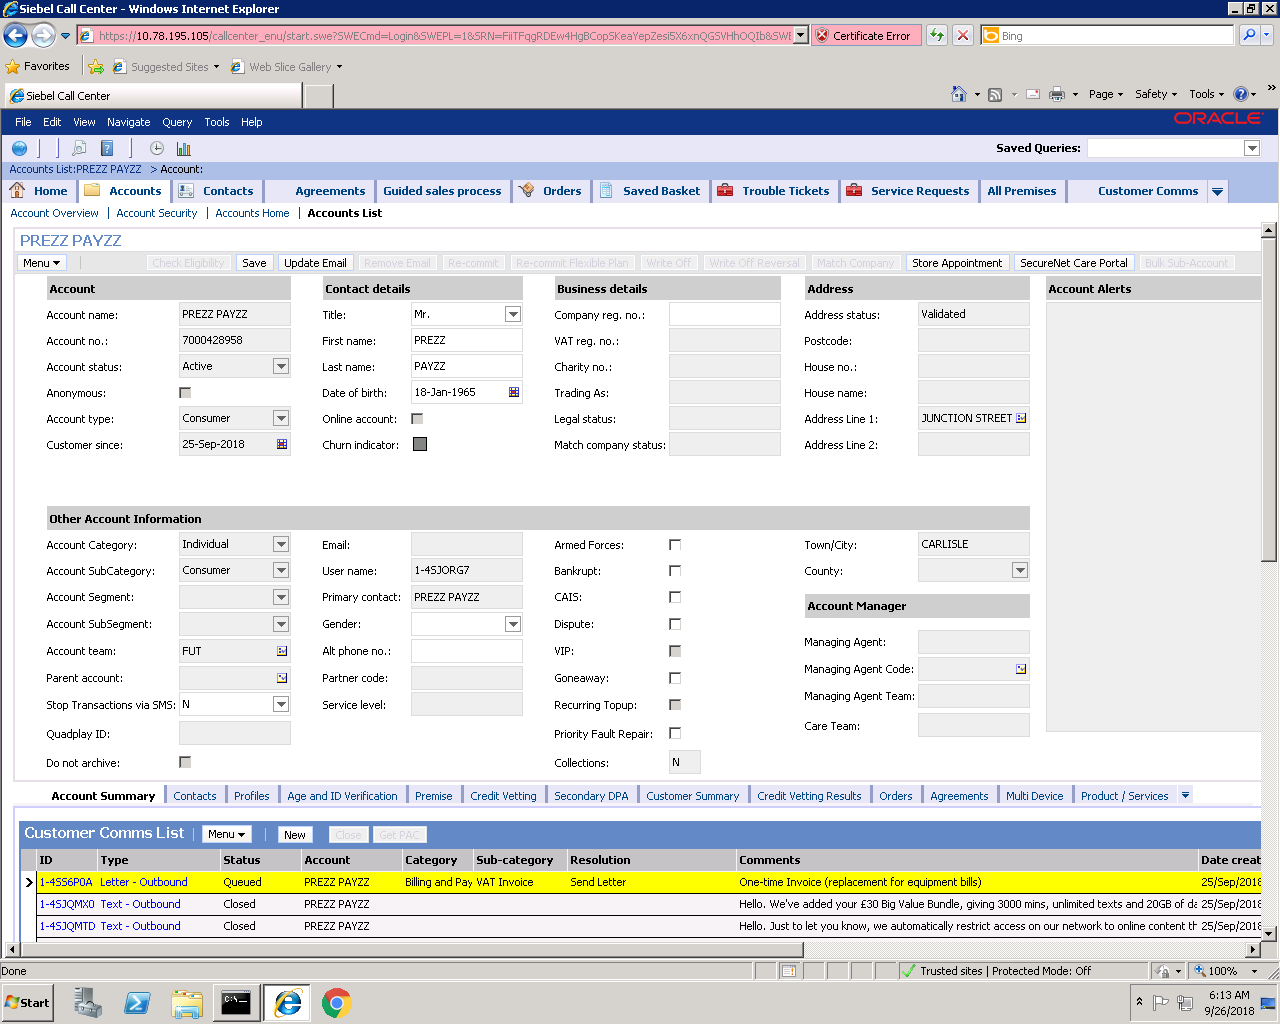 Siebel Call Center - Windows Internet Explorer
https://10.78.195.105/callcenter_enu/start.swe?SWECmd=Login&SWEPL=1&SRN= Certificate Error Bing
Favorites Suggested Sites Web Slice Gallery
Siebel Call Center Page Safety Tools
File Edit View Navigate Query Tools Help ORACLE
Saved Queries:
Accounts List:PREZZ PAYZZ > Account:
Home Accounts Contacts Agreements Guided sales process Orders Saved Basket Trouble Tickets Service Requests All Premises Customer Comms
Account Overview Account Security Accounts Home Accounts List
PREZZ PAYZZ
Menu Check Eligibility Save Update Email Remove Email Re-commit Re-commit Flexible Plan Write Off Write Off Reversal Match Company Store Appointment SecureNet Care Portal Bulk Sub-Account
Account Contact details Business details Address Account Alerts
Account name: PREZZ PAYZZ Title: Mr. Company reg. no.: Address status: Validated
Account no.: 7000428958 First name: PREZZ VAT reg. no.: Postcode:
Account status: Active Last name: PAYZZ Charity no.: House no.:
Anonymous: Date of birth: 18-Jan-1965 Trading As: House name:
Account type: Consumer Online account: Legal status: Address Line 1: JUNCTION STREET
Customer since: 25-Sep-2018 Churn indicator: Match company status: Address Line 2:
Other Account Information
Account Category: Individual Email: Armed Forces: Town/City: CARLISLE
Account SubCategory: Consumer User name: 1-4SJORG7 Bankrupt: County:
Account Segment: Primary contact: PREZZ PAYZZ CAIS: Account Manager
Account SubSegment: Gender: Dispute:
Account team: FUT Alt phone no.: VIP: Managing Agent:
Parent account: Partner code: Goneaway: Managing Agent Code:
Stop Transactions via SMS: N Service level: Recurring Topup: Managing Agent Team:
Quadplay ID: Priority Fault Repair: Care Team:
Do not archive: Collections: N
Account Summary Contacts Profiles Age and ID Verification Premise Credit Vetting Secondary DPA Customer Summary Credit Vetting Results Orders Agreements Multi Device Product / Services
Customer Comms List Menu New Close Get PAC
ID Type Status Account Category Sub-category Resolution Comments Date creat
1-4SS6P0A Letter - Outbound Queued PREZZ PAYZZ Billing and Pay VAT Invoice Send Letter One-time Invoice (replacement for equipment bills) 25/Sep/2018
1-4SJQMX0 Text - Outbound Closed PREZZ PAYZZ Hello. We've added your £30 Big Value Bundle, giving 3000 mins, unlimited texts and 20GB of da 25/Sep/2018
1-4SJQMTD Text - Outbound Closed PREZZ PAYZZ Hello. Just to let you know, we automatically restrict access on our network to online content th 25/Sep/2018
Done Trusted sites | Protected Mode: Off 100%
Start 6:13 AM
9/26/2018